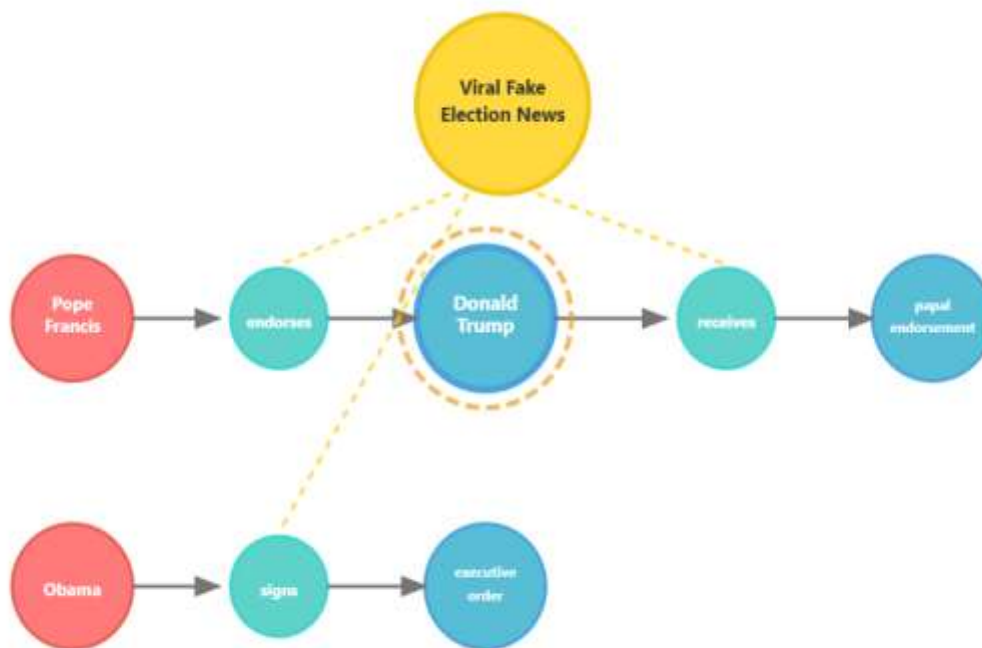 Viral Fake
Election News
Pope
Francis
endorses
Donald
Trump
receives
papal
endorsement
Obama
signs
executive
order